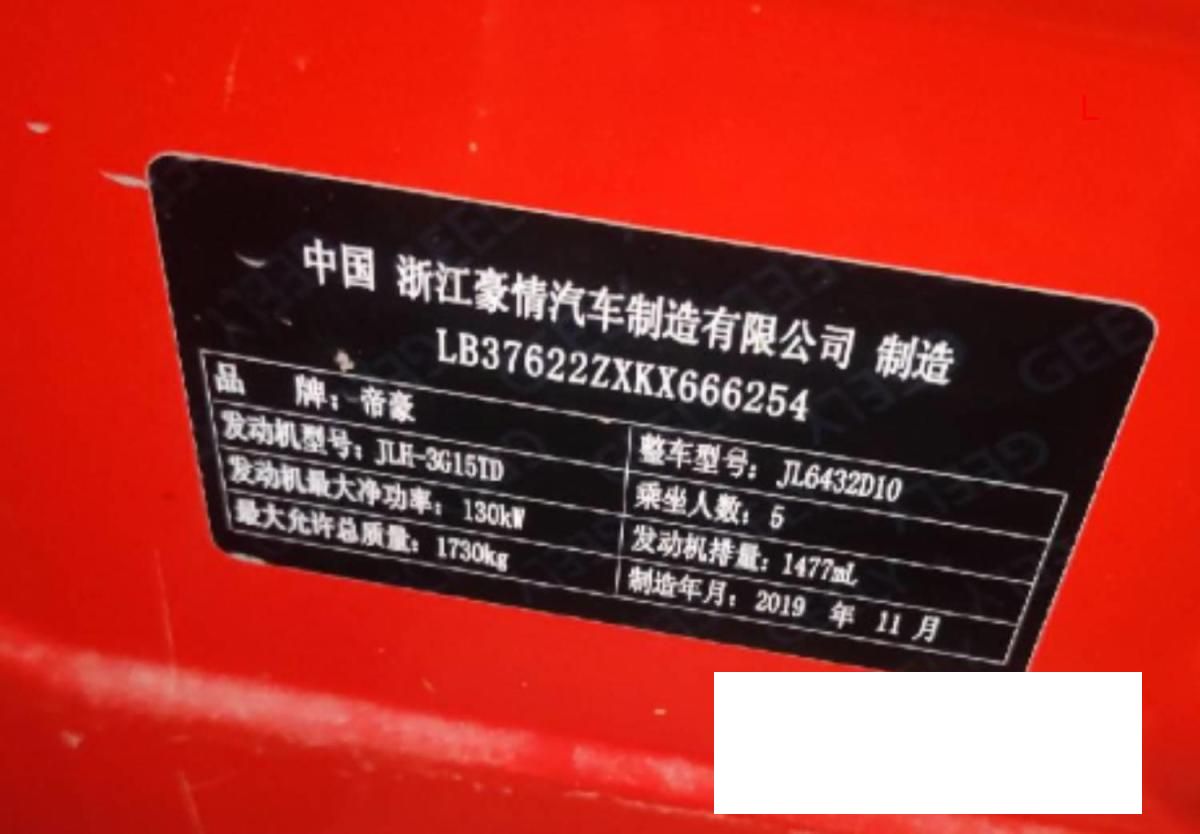 中国 浙江豪情汽车制造有限公司 制造
LB37622ZXKX666254
品 牌：帝豪
整车型号：JL6432D10
发动机型号：JLH-3G15TD
乘坐人数：5
发动机最大净功率：130kW
发动机排量：1477mL
最大允许总质量：1730kg
制造年月：2019 年 11 月